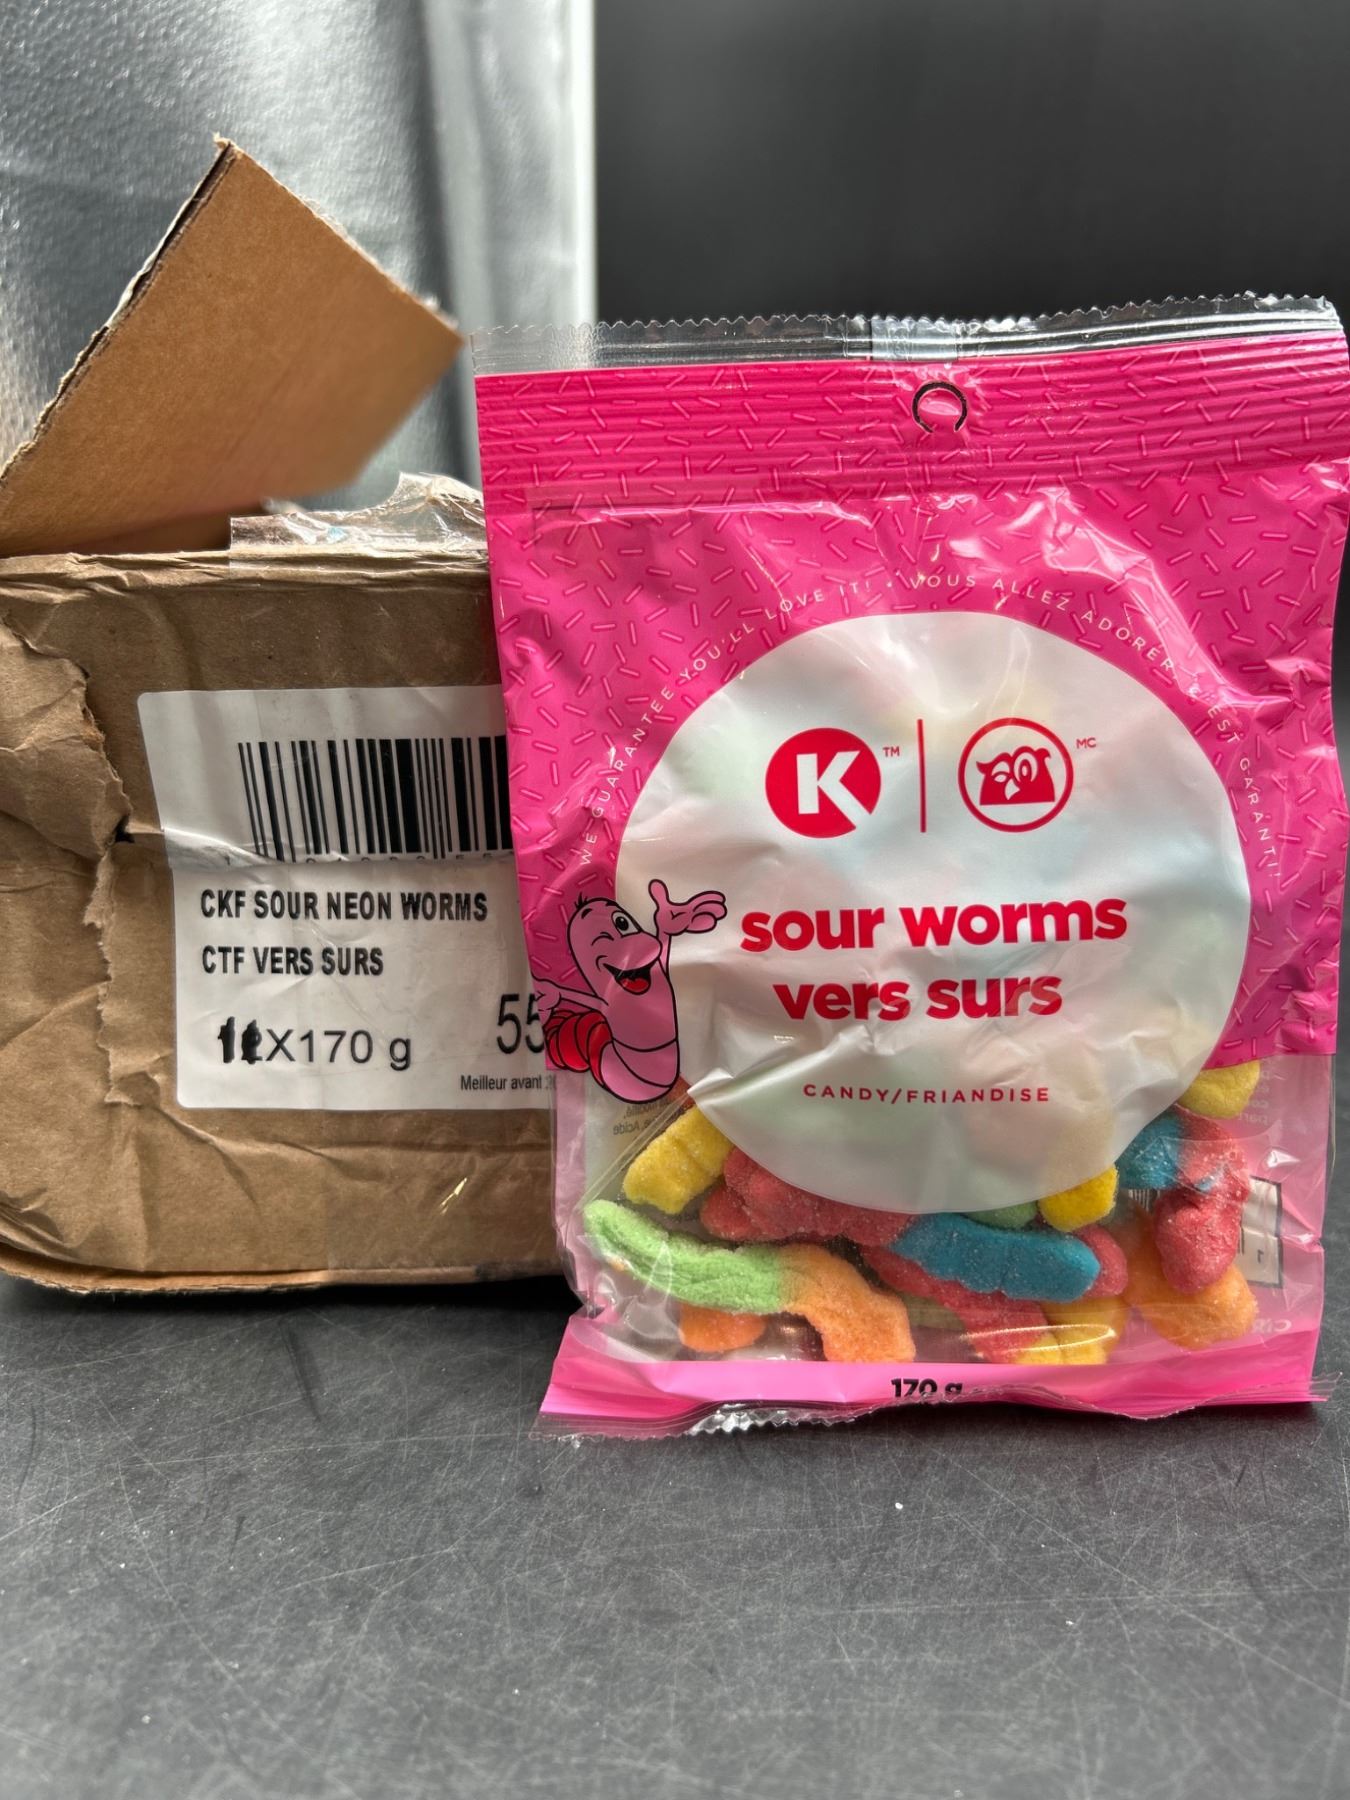 CKF SOUR NEON WORMS
CTF VERS SURS
X170 g
55
Meilleur avant
WE GUARANTEE YOU'LL LOVE IT! • VOUS ALLEZ ADORER, C'EST GARANTI!
K TM
MC
sour worms
vers surs
CANDY/FRIANDISE
170 g